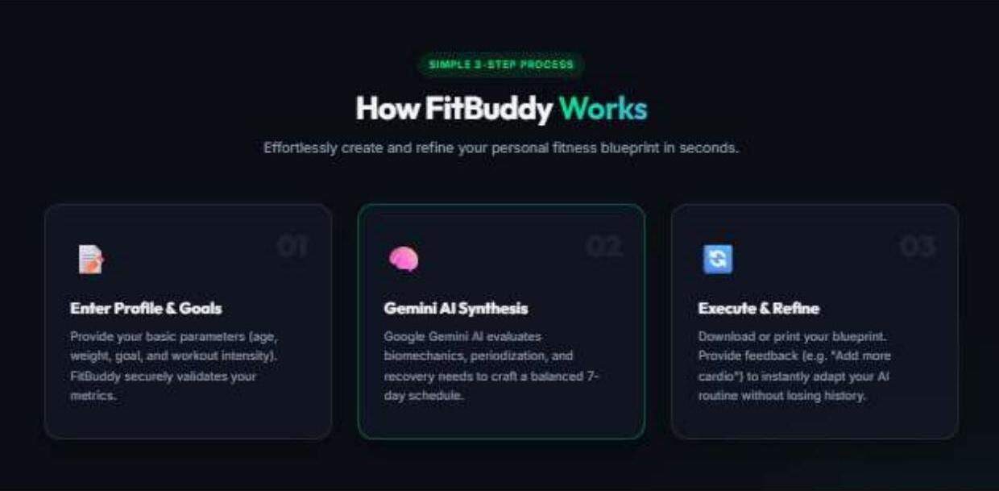 SIMPLE 3-STEP PROCESS
How FitBuddy Works
Effortlessly create and refine your personal fitness blueprint in seconds.
01
Enter Profile & Goals
Provide your basic parameters (age,
weight, goal, and workout intensity).
FitBuddy securely validates your
metrics.
02
Gemini AI Synthesis
Google Gemini AI evaluates
biomechanics, periodization, and
recovery needs to craft a balanced 7-
day schedule.
03
Execute & Refine
Download or print your blueprint.
Provide feedback (e.g. "Add more
cardio") to instantly adapt your AI
routine without losing history.